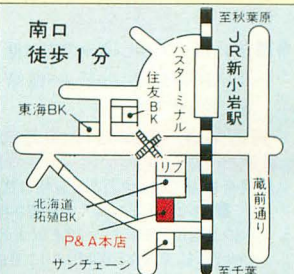 南口
徒歩1分
至秋葉原
JR新小岩駅
バスターミナル
住友BK
東海BK
リブ
蔵前通り
北海道
拓殖BK
P&A本店
サンチェーン
至千葉